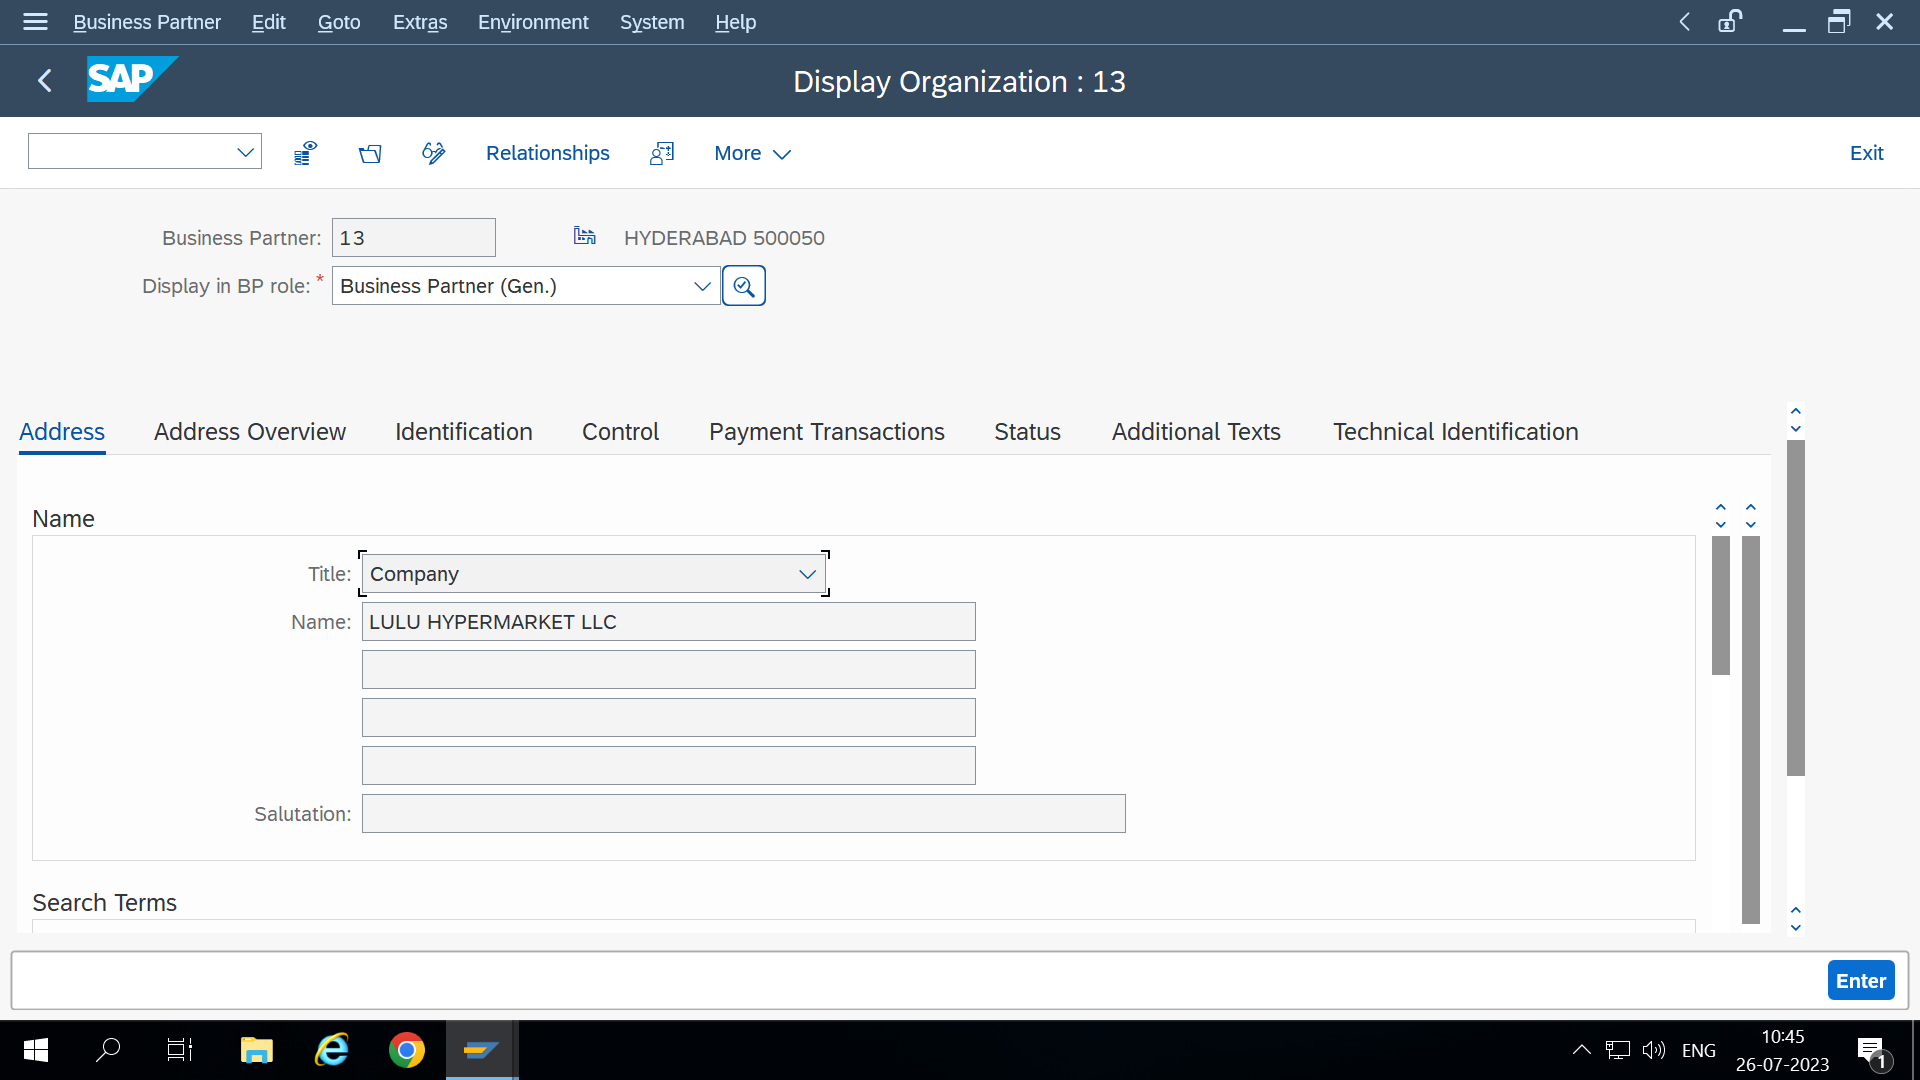 Business Partner Edit Goto Extras Environment System Help
SAP Display Organization : 13
Relationships More Exit
Business Partner: 13 HYDERABAD 500050
Display in BP role: * Business Partner (Gen.)
Address Address Overview Identification Control Payment Transactions Status Additional Texts Technical Identification
Name
Title: Company
Name: LULU HYPERMARKET LLC
Salutation:
Search Terms
Enter
ENG 10:45
26-07-2023 1